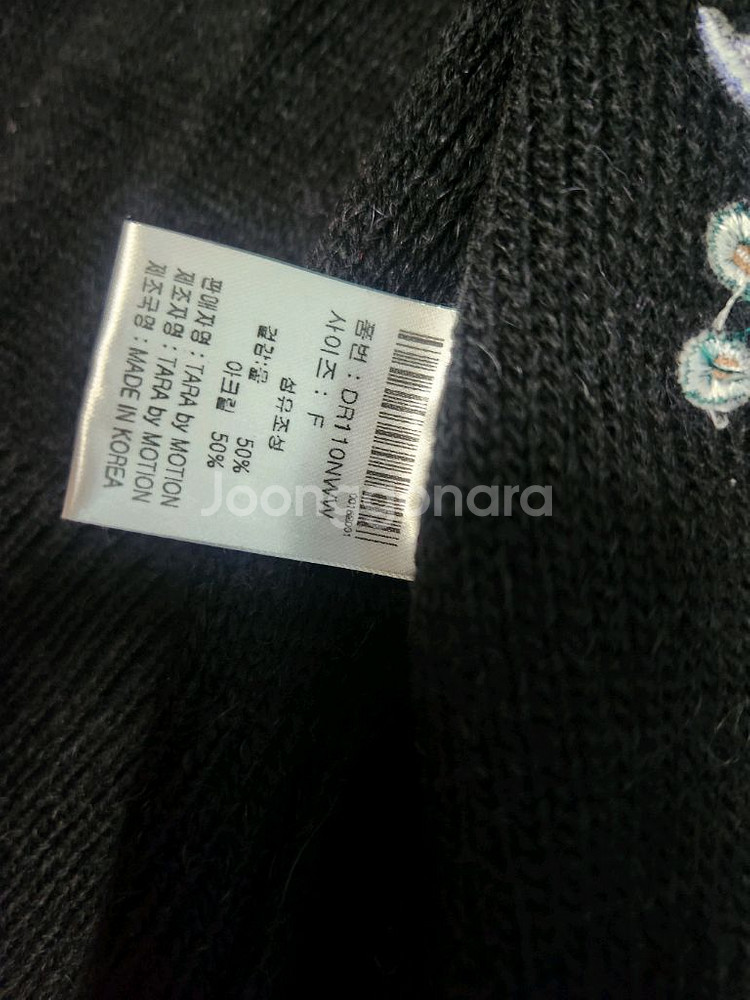 00168001
품번 : DR110NWW
사이즈 : F
섬유조성
겉감:울 50%
아크릴 50%
판매자명 : TARA by MOTION
제조자명 : TARA by MOTION
제조국명 : MADE IN KOREA
Joongonara